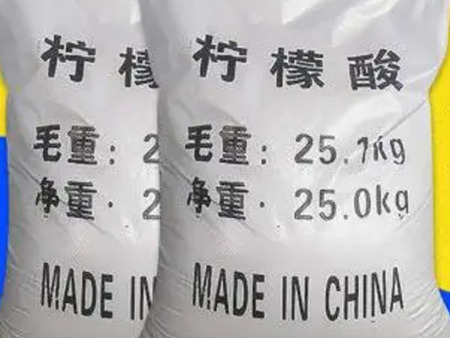 柠檬
毛重: 2
净重· 2
MADE IN
柠檬酸
毛重: 25.1kg
净重· 25.0kg
MADE IN CHINA